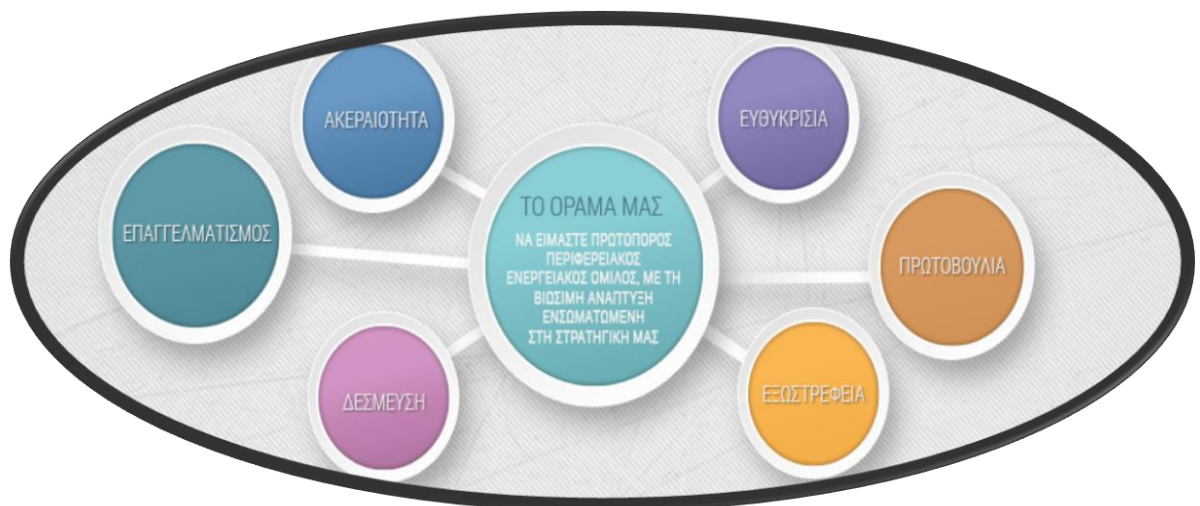 ΑΚΕΡΑΙΟΤΗΤΑ
ΕΥΘΥΚΡΙΣΙΑ
ΕΠΑΓΓΕΛΜΑΤΙΣΜΟΣ
ΤΟ ΟΡΑΜΑ ΜΑΣ
ΝΑ ΕΙΜΑΣΤΕ ΠΡΩΤΟΠΟΡΟΣ
ΠΕΡΙΦΕΡΕΙΑΚΟΣ
ΕΝΕΡΓΕΙΑΚΟΣ ΟΜΙΛΟΣ, ΜΕ ΤΗ
ΒΙΩΣΙΜΗ ΑΝΑΠΤΥΞΗ
ΕΝΣΩΜΑΤΩΜΕΝΗ
ΣΤΗ ΣΤΡΑΤΗΓΙΚΗ ΜΑΣ
ΠΡΩΤΟΒΟΥΛΙΑ
ΔΕΣΜΕΥΣΗ
ΕΞΩΣΤΡΕΦΕΙΑ